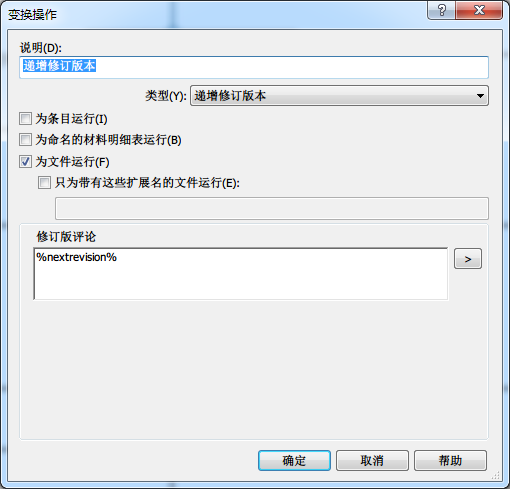 变换操作
说明(D):
递增修订版本
类型(Y): 递增修订版本
为条目运行(I)
为命名的材料明细表运行(B)
为文件运行(F)
只为带有这些扩展名的文件运行(E):
修订版评论
%nextrevision%
>
确定 取消 帮助